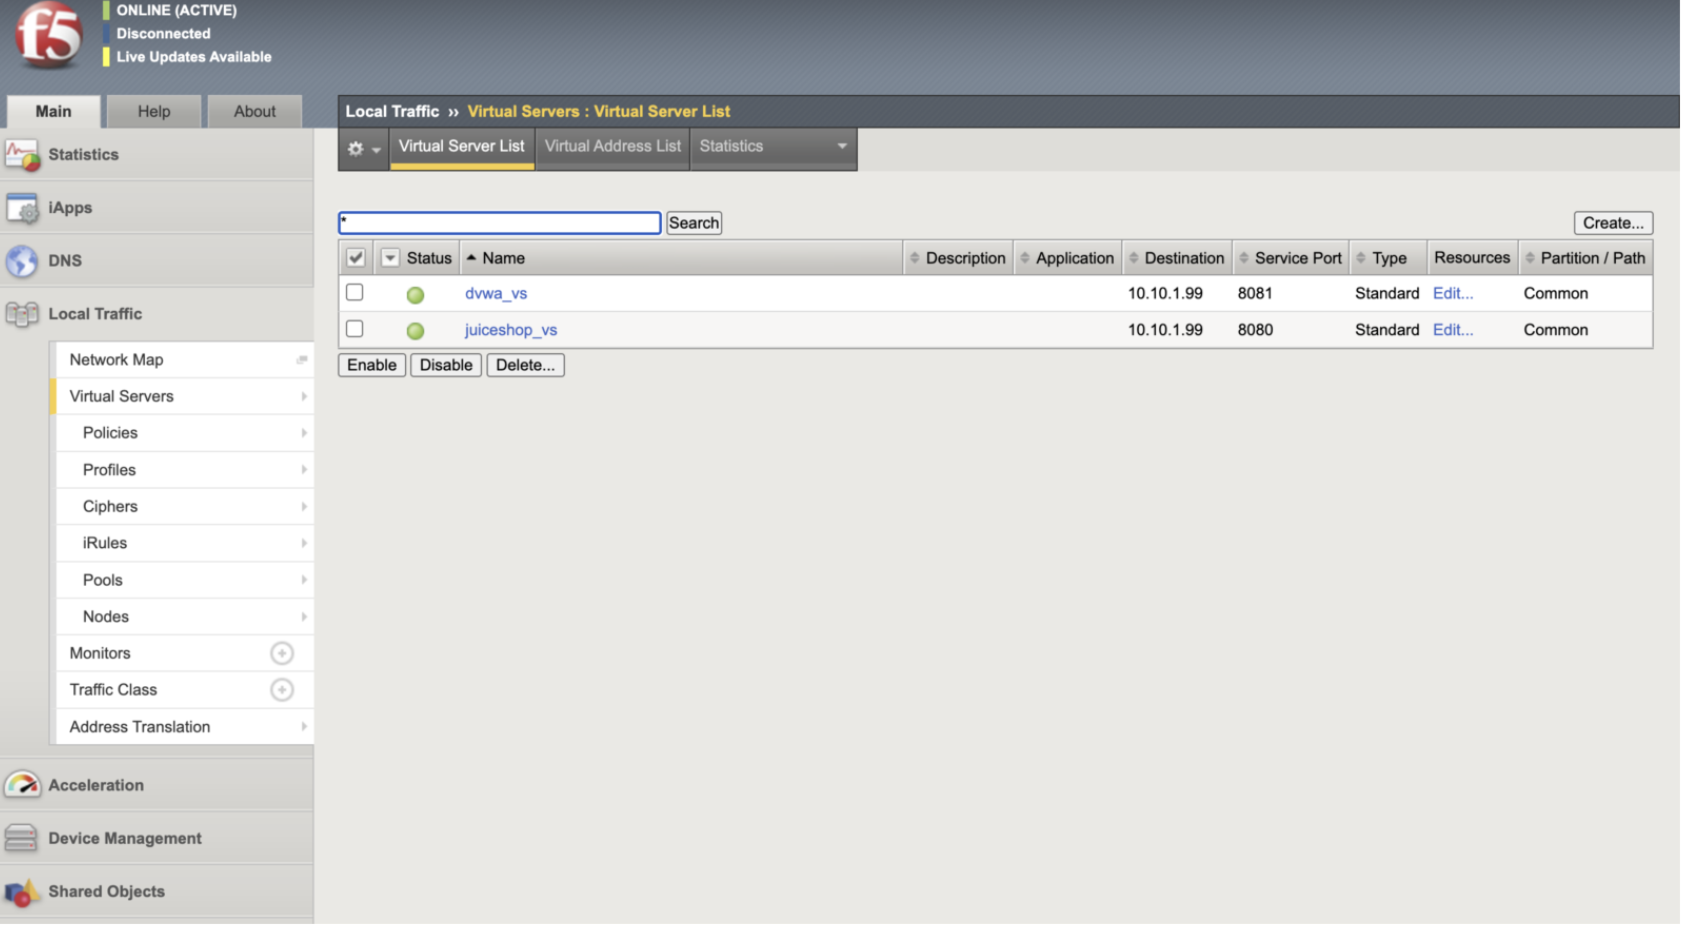 f5
ONLINE (ACTIVE)
Disconnected
Live Updates Available
Main Help About
Local Traffic ›› Virtual Servers : Virtual Server List
Virtual Server List Virtual Address List Statistics
Statistics
iApps
DNS
Local Traffic
Network Map
Virtual Servers
Policies
Profiles
Ciphers
iRules
Pools
Nodes
Monitors
Traffic Class
Address Translation
Acceleration
Device Management
Shared Objects
* Search Create...
Status Name Description Application Destination Service Port Type Resources Partition / Path
dvwa_vs 10.10.1.99 8081 Standard Edit... Common
juiceshop_vs 10.10.1.99 8080 Standard Edit... Common
Enable Disable Delete...